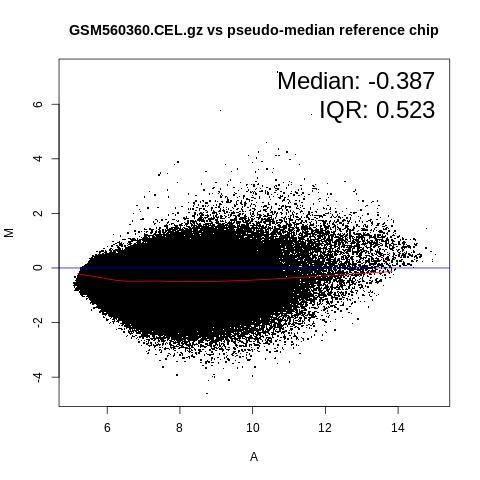 GSM560360.CEL.gz vs pseudo-median reference chip
Median: -0.387
IQR: 0.523
6
4
2
0
-2
-4
M
6 8 10 12 14
A